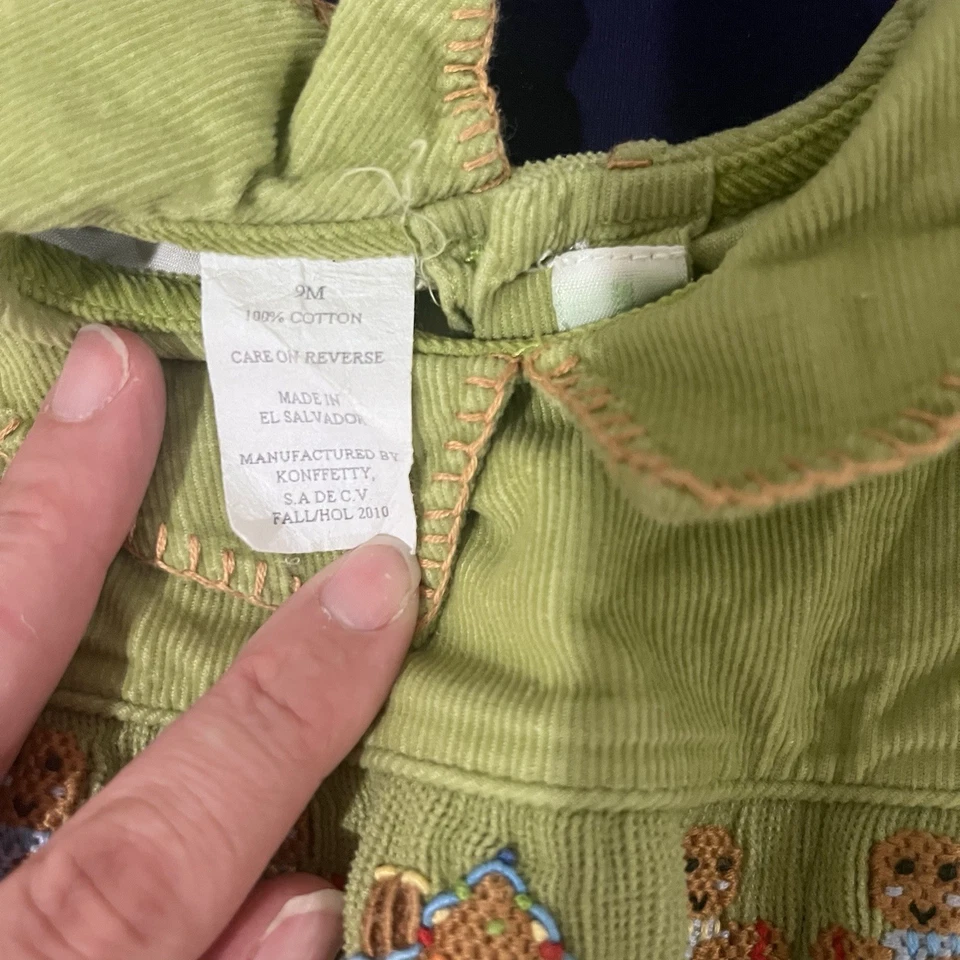 9M
100% COTTON
CARE ON REVERSE
MADE IN
EL SALVADOR
MANUFACTURED BY
KONFFETTY,
S.A DE C.V
FALL/HOL 2010